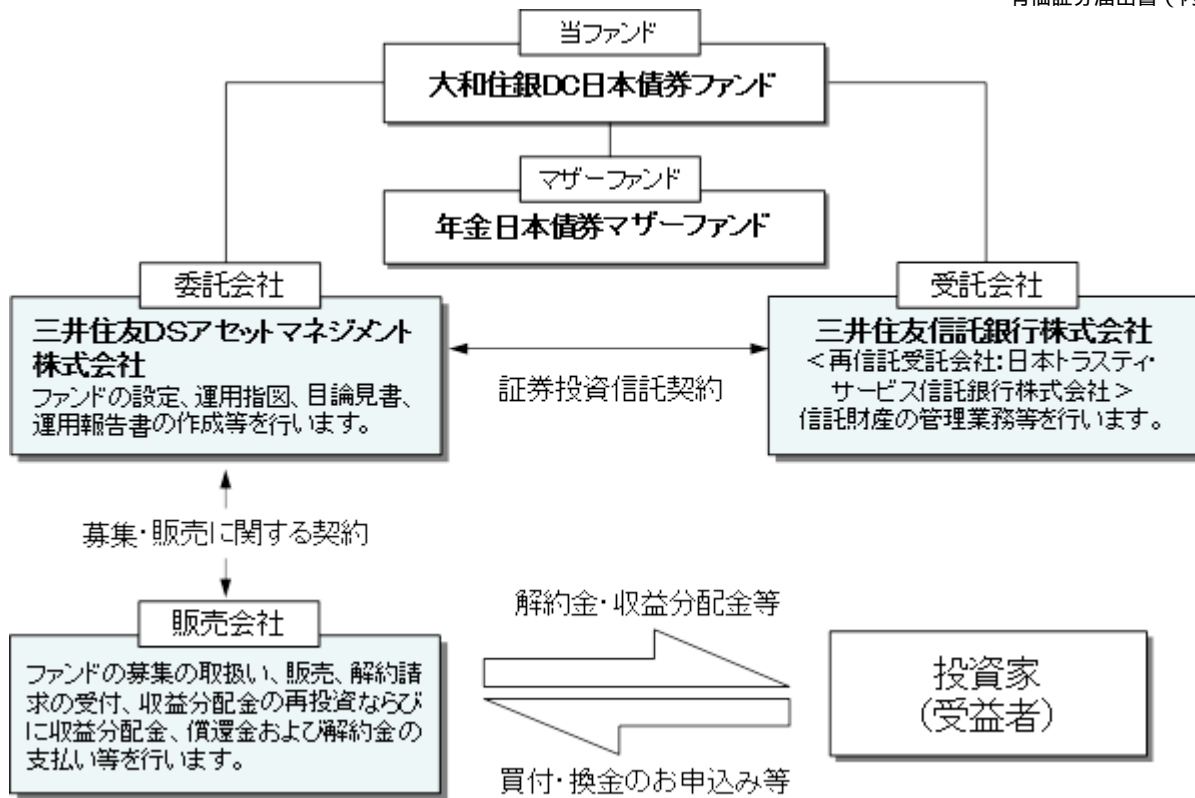 当ファンド
大和住銀DC日本債券ファンド
マザーファンド
年金日本債券マザーファンド
委託会社
三井住友DSアセットマネジメント
株式会社
ファンドの設定、運用指図、目論見書、
運用報告書の作成等を行います。
証券投資信託契約
受託会社
三井住友信託銀行株式会社
<再信託受託会社:日本トラスティ・
サービス信託銀行株式会社>
信託財産の管理業務等を行います。
募集・販売に関する契約
販売会社
ファンドの募集の取扱い、販売、解約請
求の受付、収益分配金の再投資ならび
に収益分配金、償還金および解約金の
支払い等を行います。
解約金・収益分配金等
買付・換金のお申込み等
投資家
(受益者)